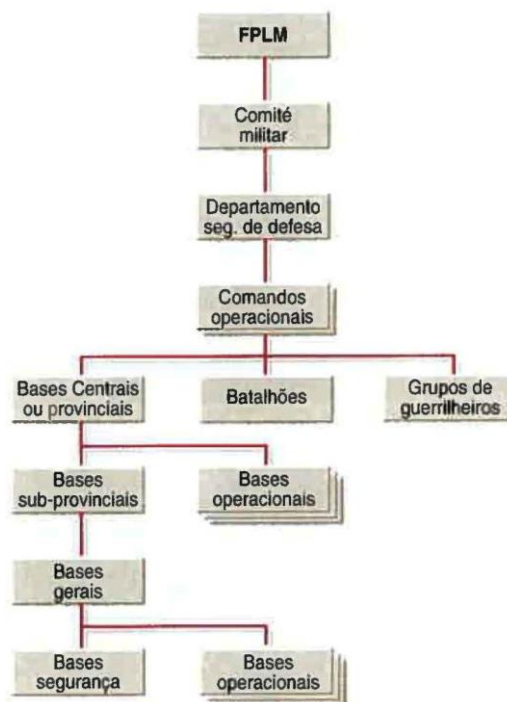 FPLM
Comité
militar
Departamento
seg. de defesa
Comandos
operacionais
Bases Centrais
ou provinciais
Batalhões
Grupos de
guerrilheiros
Bases
sub-provinciais
Bases
operacionais
Bases
gerais
Bases
segurança
Bases
operacionais